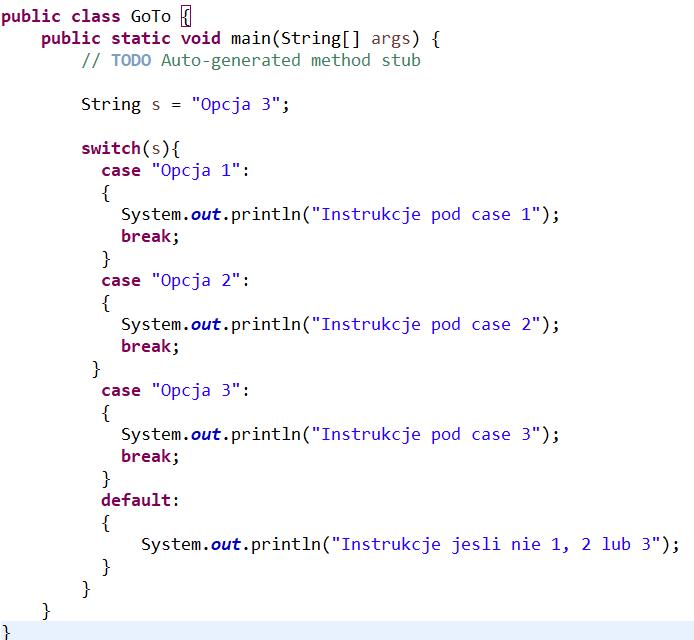 public class GoTo {
    public static void main(String[] args) {
        // TODO Auto-generated method stub

        String s = "Opcja 3";

        switch(s){
          case "Opcja 1":
          {
            System.out.println("Instrukcje pod case 1");
            break;
          }
          case "Opcja 2":
          {
            System.out.println("Instrukcje pod case 2");
            break;
         }
          case "Opcja 3":
          {
            System.out.println("Instrukcje pod case 3");
            break;
          }
          default:
          {
              System.out.println("Instrukcje jesli nie 1, 2 lub 3");
          }
        }
    }
}